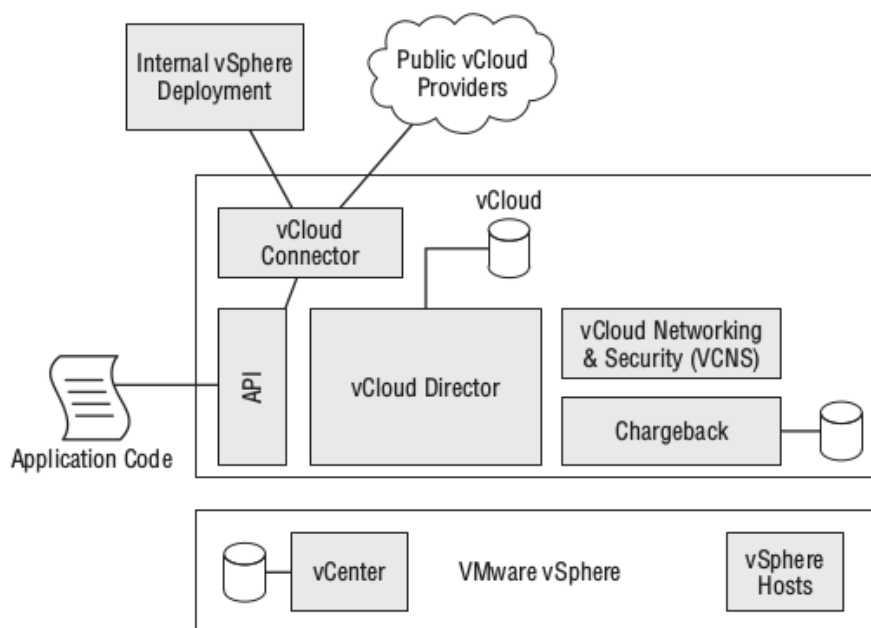 Internal vSphere
Deployment
Public vCloud
Providers
vCloud
Connector
vCloud
API
vCloud Director
vCloud Networking
& Security (VCNS)
Chargeback
Application Code
vCenter
VMware vSphere
vSphere
Hosts